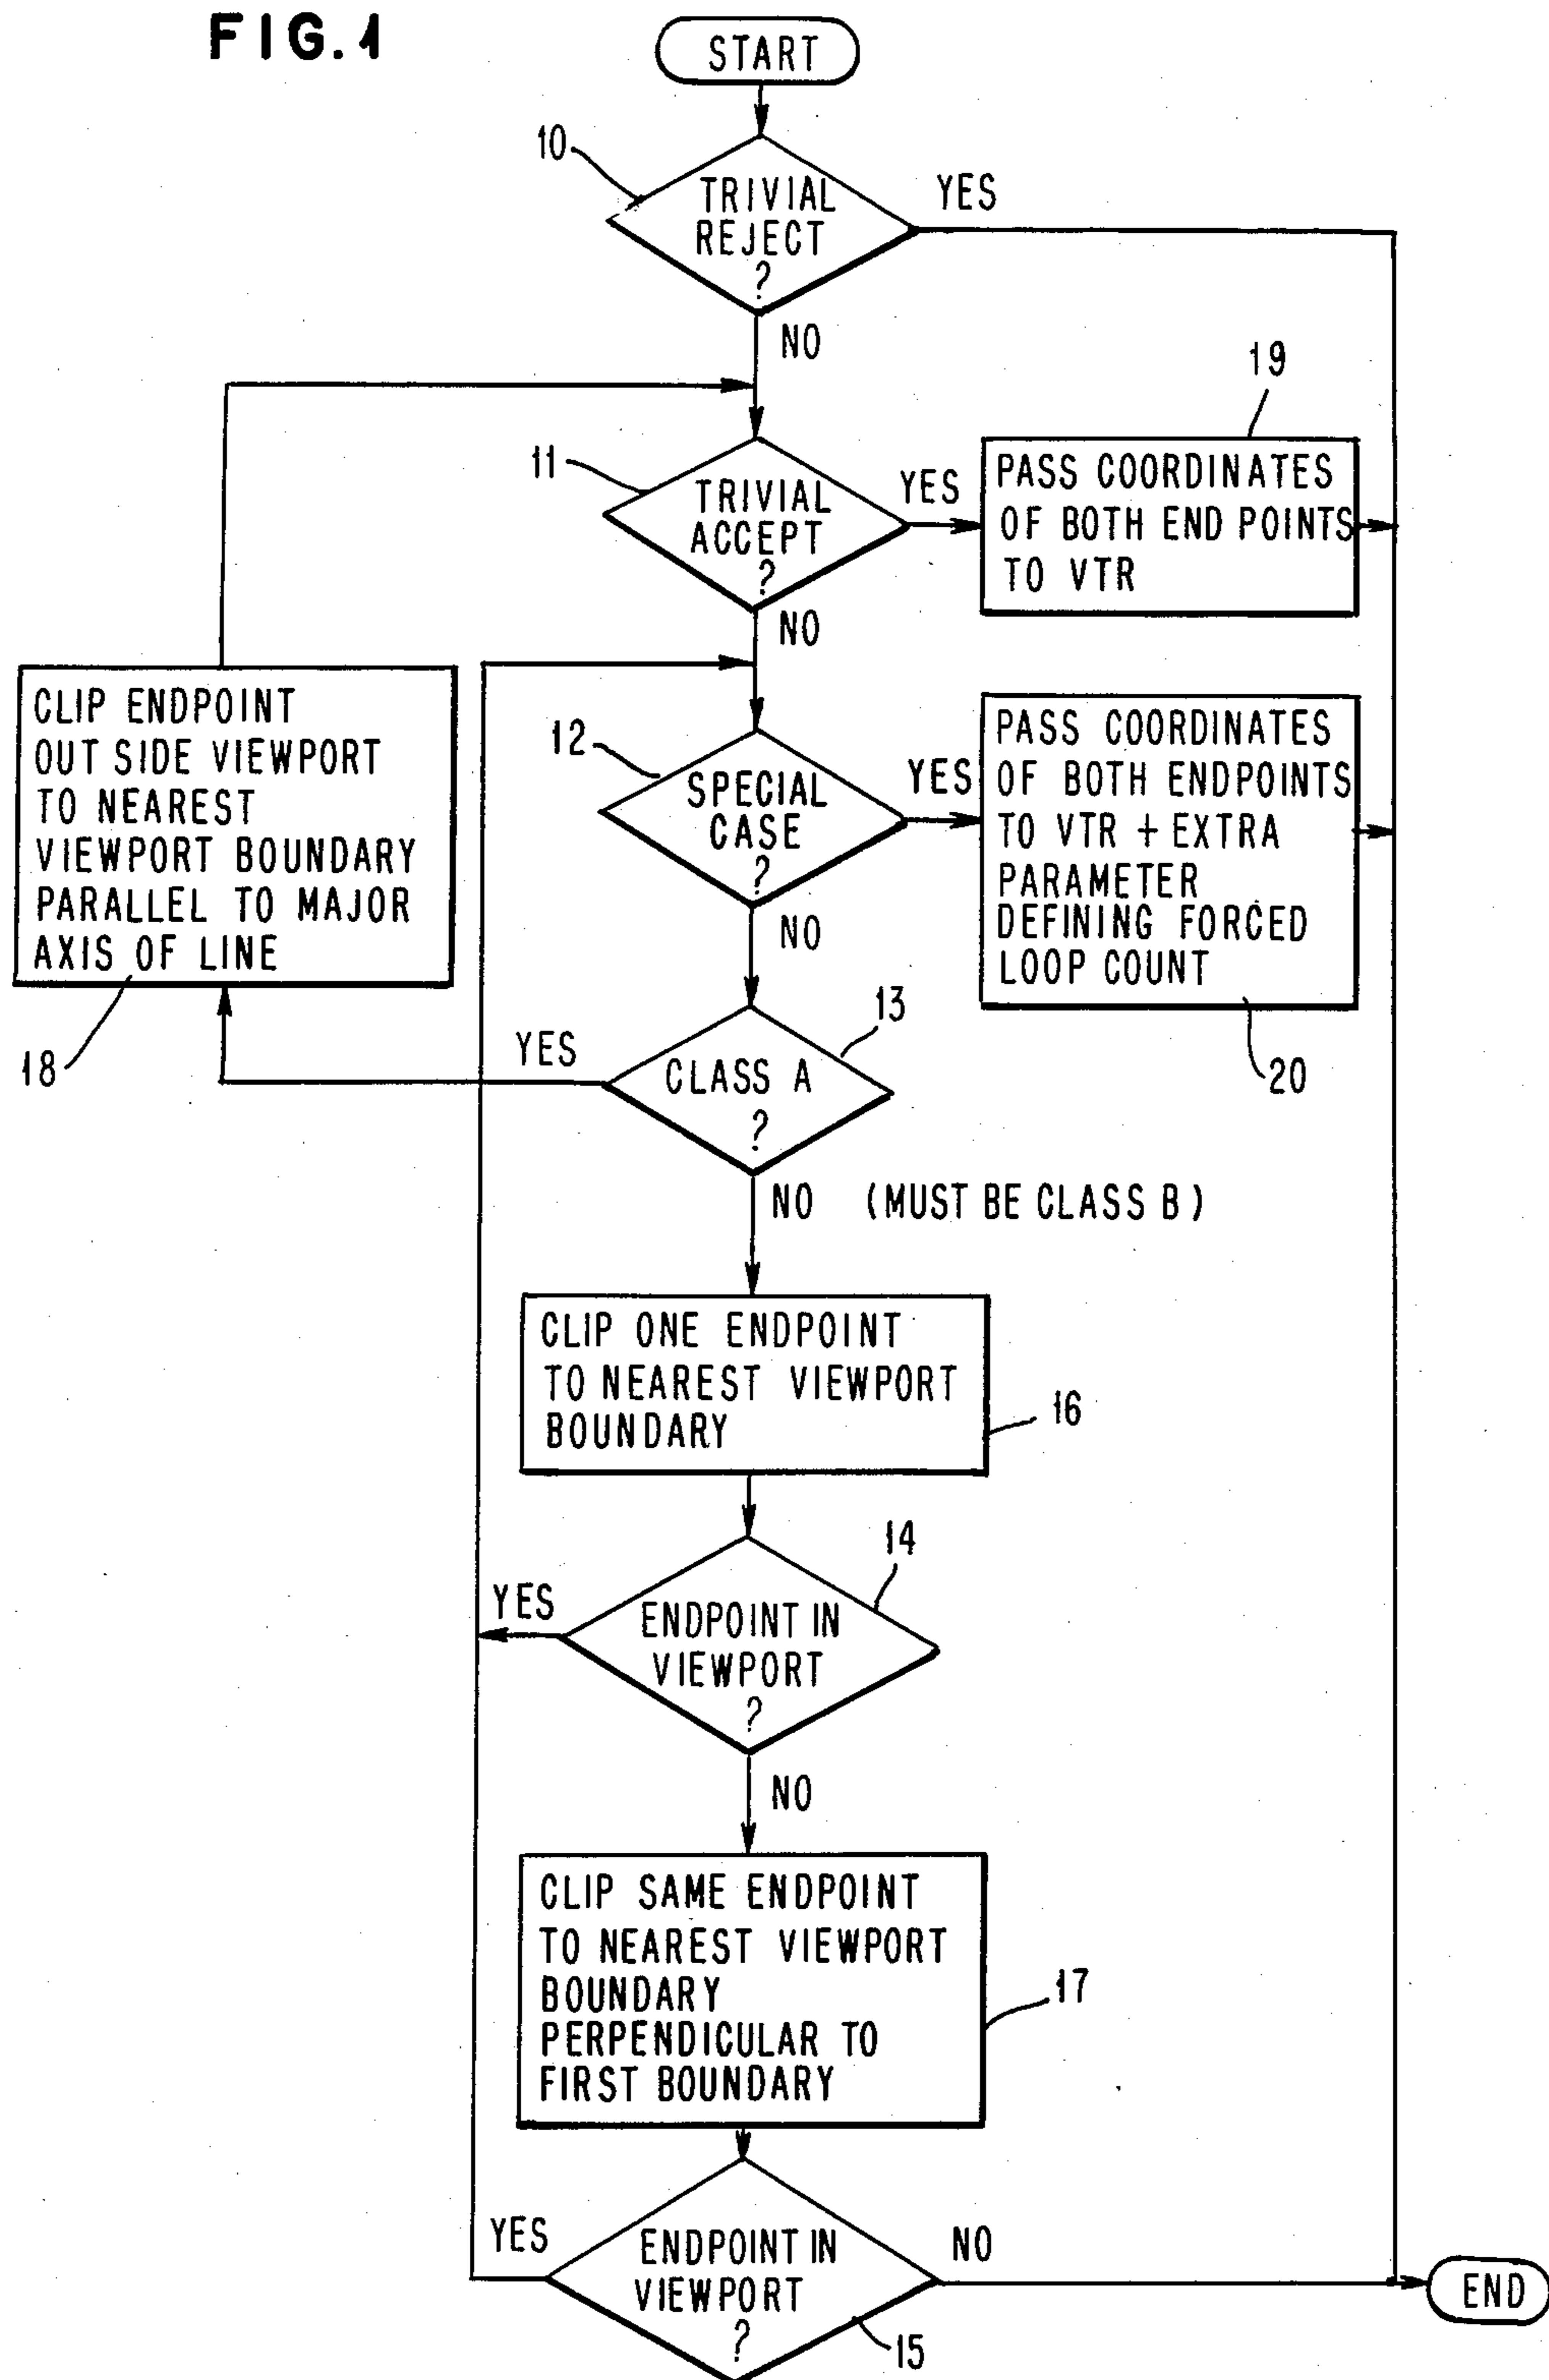 FIG. 1
START
10
TRIVIAL
REJECT
?
YES
NO
11
TRIVIAL
ACCEPT
?
YES
NO
19
PASS COORDINATES
OF BOTH END POINTS
TO VTR
12
SPECIAL
CASE
?
YES
NO
PASS COORDINATES
OF BOTH ENDPOINTS
TO VTR + EXTRA
PARAMETER
DEFINING FORCED
LOOP COUNT
20
CLIP ENDPOINT
OUT SIDE VIEWPORT
TO NEAREST
VIEWPORT BOUNDARY
PARALLEL TO MAJOR
AXIS OF LINE
18
13
CLASS A
?
YES
NO (MUST BE CLASS B)
CLIP ONE ENDPOINT
TO NEAREST VIEWPORT
BOUNDARY
16
14
ENDPOINT IN
VIEWPORT
?
YES
NO
CLIP SAME ENDPOINT
TO NEAREST VIEWPORT
BOUNDARY
PERPENDICULAR TO
FIRST BOUNDARY
17
YES
ENDPOINT IN
VIEWPORT
?
NO
15
END